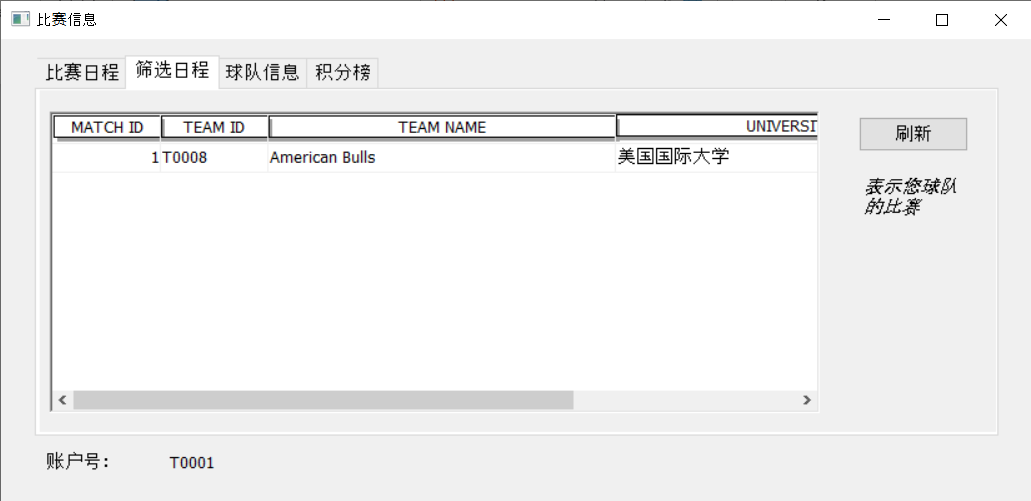 比赛信息
比赛日程 筛选日程 球队信息 积分榜
MATCH ID TEAM ID TEAM NAME UNIVERSI
1 T0008 American Bulls 美国国际大学
刷新
表示您球队
的比赛
账户号: T0001